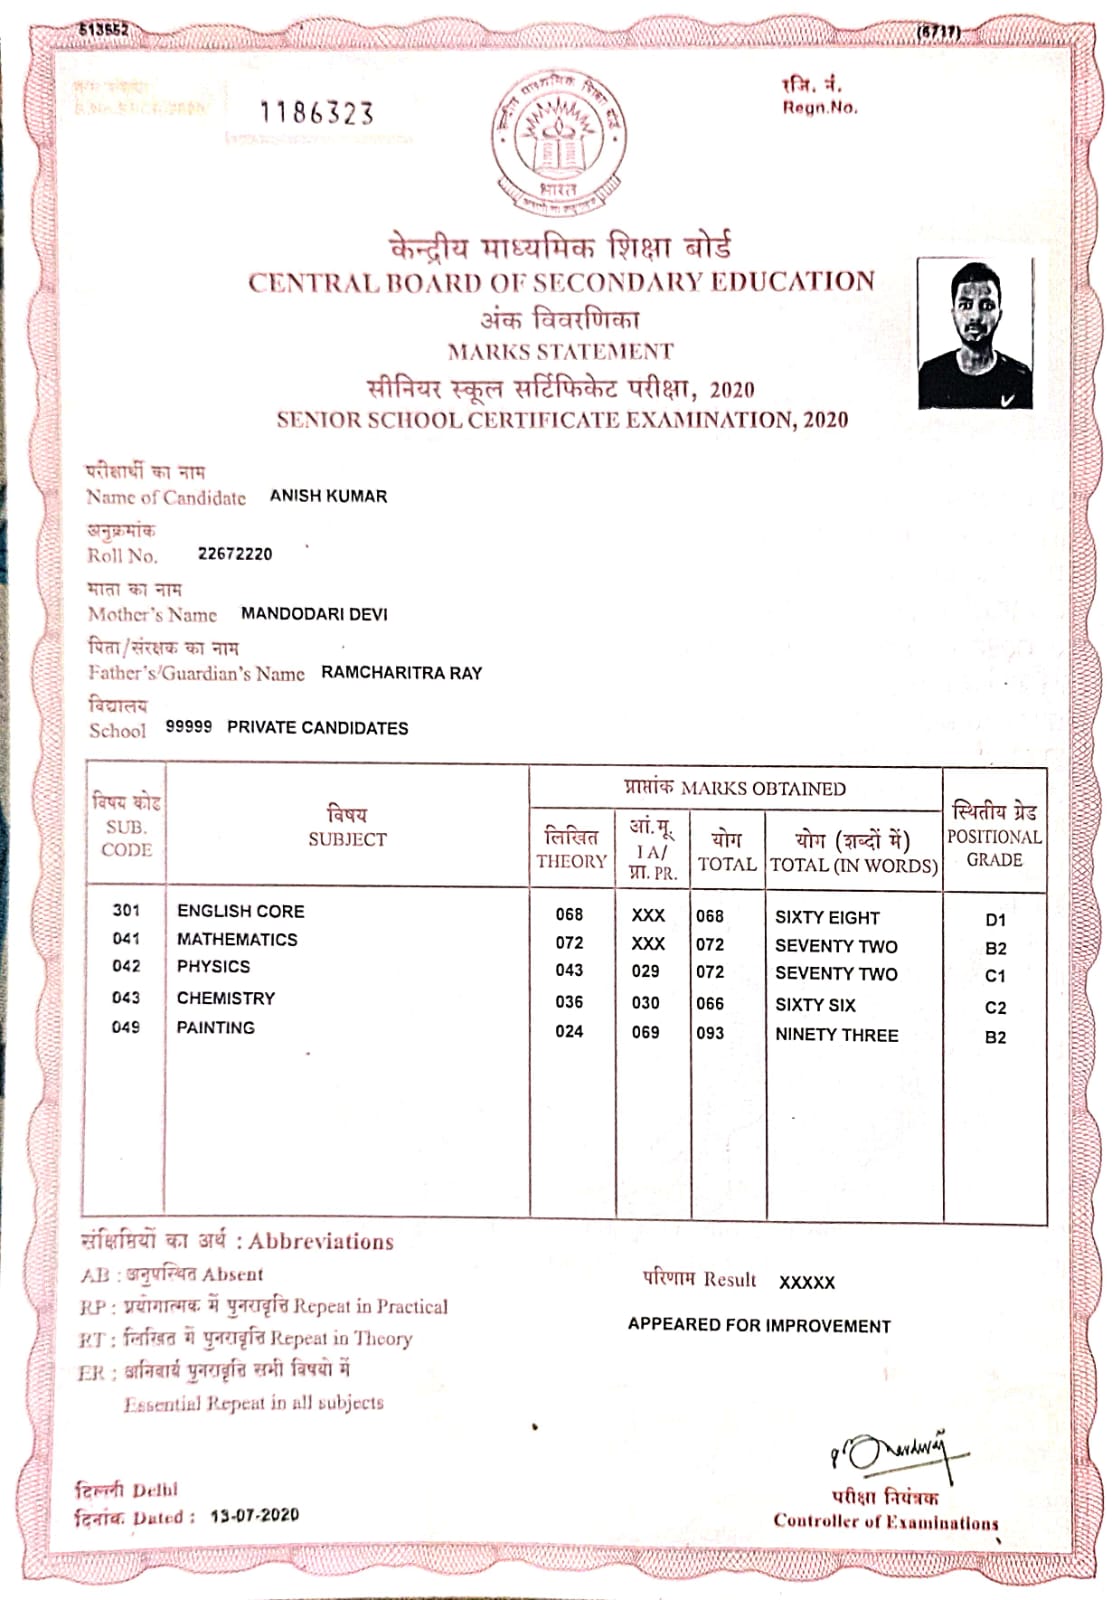 513552
(6717)
1186323
रजि. नं.
Regn.No.
भारत
केन्द्रीय माध्यमिक शिक्षा बोर्ड
CENTRAL BOARD OF SECONDARY EDUCATION
अंक विवरणिका
MARKS STATEMENT
सीनियर स्कूल सर्टिफिकेट परीक्षा, 2020
SENIOR SCHOOL CERTIFICATE EXAMINATION, 2020
परीक्षार्थी का नाम
Name of Candidate ANISH KUMAR
अनुक्रमांक
Roll No. 22672220
माता का नाम
Mother's Name MANDODARI DEVI
पिता/संरक्षक का नाम
Father's/Guardian's Name RAMCHARITRA RAY
विद्यालय
School 99999 PRIVATE CANDIDATES
विषय कोड SUB. CODE
विषय SUBJECT
प्राप्तांक MARKS OBTAINED
लिखित THEORY
आं.मू. IA/ प्रा. PR.
योग TOTAL
योग (शब्दों में) TOTAL (IN WORDS)
स्थितीय ग्रेड POSITIONAL GRADE
301 ENGLISH CORE 068 XXX 068 SIXTY EIGHT D1
041 MATHEMATICS 072 XXX 072 SEVENTY TWO B2
042 PHYSICS 043 029 072 SEVENTY TWO C1
043 CHEMISTRY 036 030 066 SIXTY SIX C2
049 PAINTING 024 069 093 NINETY THREE B2
संक्षिप्तियों का अर्थ : Abbreviations
AB : अनुपस्थित Absent
RP : प्रयोगात्मक में पुनरावृत्ति Repeat in Practical
RT : लिखित में पुनरावृत्ति Repeat in Theory
ER : अनिवार्य पुनरावृत्ति सभी विषयो में
Essential Repeat in all subjects
परिणाम Result XXXXX
APPEARED FOR IMPROVEMENT
दिल्ली Delhi
दिनांक. Dated : 13-07-2020
परीक्षा नियंत्रक
Controller of Examinations